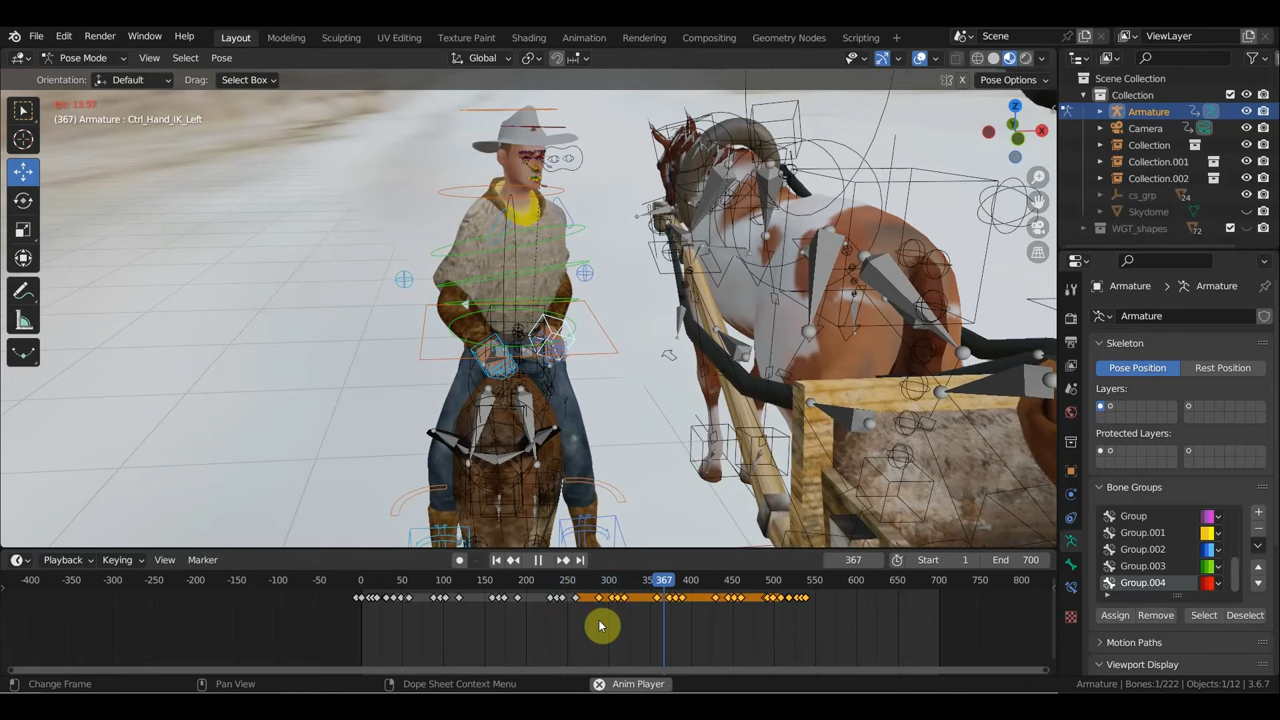 File Edit Render Window Help
Layout Modeling Sculpting UV Editing Texture Paint Shading Animation Rendering Compositing Geometry Nodes Scripting +
Scene
ViewLayer
Pose Mode View Select Pose
Global
Orientation: Default Drag: Select Box
Pose Options
fps: 13.97
(367) Armature : Ctrl_Hand_IK_Left
Z
Y
X
Scene Collection
Collection
Armature
Camera
Collection
Collection.001
Collection.002
cs_grp
24
Skydome
WGT_shapes
72
Armature
Armature
Armature
Skeleton
Pose Position
Rest Position
Layers:
Protected Layers:
Bone Groups
Group
Group.001
Group.002
Group.003
Group.004
Assign Remove Select Deselect
Motion Paths
Viewport Display
Playback Keying View Marker
367
Start 1
End 700
-400 -350 -300 -250 -200 -150 -100 -50 0 50 100 150 200 250 300 367 400 450 500 550 600 650 700 750 800
Change Frame
Pan View
Dope Sheet Context Menu
Anim Player
Armature | Bones:1/222 | Objects:1/12 | 3.6.7